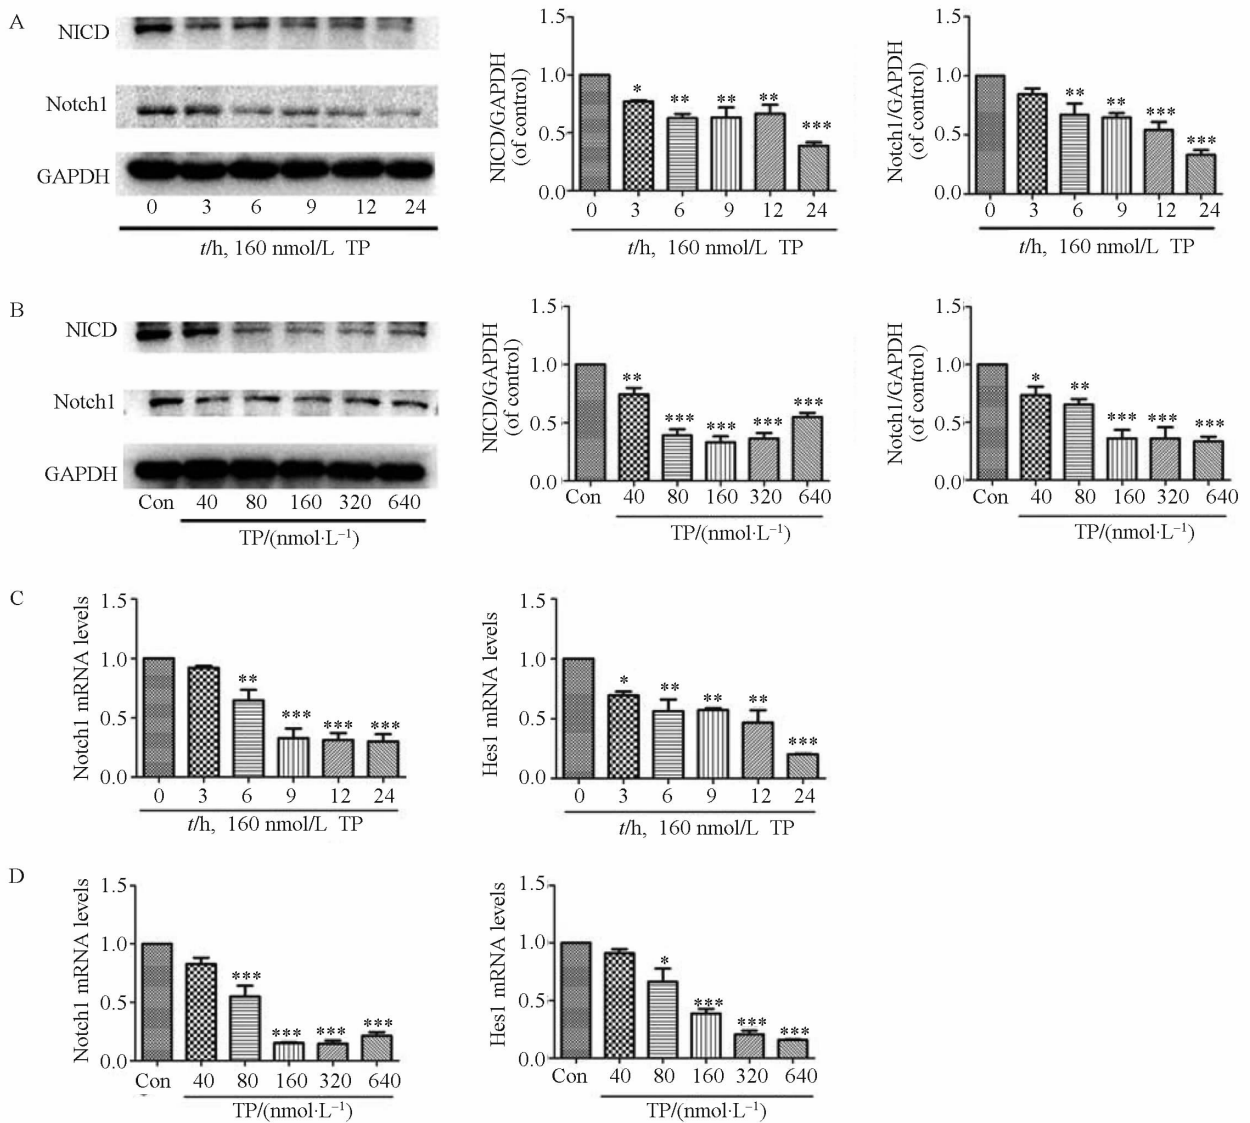 A
NICD
Notch1
GAPDH
0 3 6 9 12 24
t/h, 160 nmol/L TP
NICD/GAPDH
(of control)
1.5
1.0
0.5
0.0
* ** ** ** ***
0 3 6 9 12 24
t/h, 160 nmol/L TP
Notch1/GAPDH
(of control)
1.5
1.0
0.5
0.0
** ** *** ***
0 3 6 9 12 24
t/h, 160 nmol/L TP
B
NICD
Notch1
GAPDH
Con 40 80 160 320 640
TP/(nmol·L⁻¹)
NICD/GAPDH
(of control)
1.5
1.0
0.5
0.0
** *** *** *** ***
Con 40 80 160 320 640
TP/(nmol·L⁻¹)
Notch1/GAPDH
(of control)
1.5
1.0
0.5
0.0
* ** *** *** ***
Con 40 80 160 320 640
TP/(nmol·L⁻¹)
C
Notch1 mRNA levels
1.5
1.0
0.5
0.0
** *** *** ***
0 3 6 9 12 24
t/h, 160 nmol/L TP
Hes1 mRNA levels
1.5
1.0
0.5
0.0
* ** ** ** ***
0 3 6 9 12 24
t/h, 160 nmol/L TP
D
Notch1 mRNA levels
1.5
1.0
0.5
0.0
*** *** *** ***
Con 40 80 160 320 640
TP/(nmol·L⁻¹)
Hes1 mRNA levels
1.5
1.0
0.5
0.0
* *** *** ***
Con 40 80 160 320 640
TP/(nmol·L⁻¹)